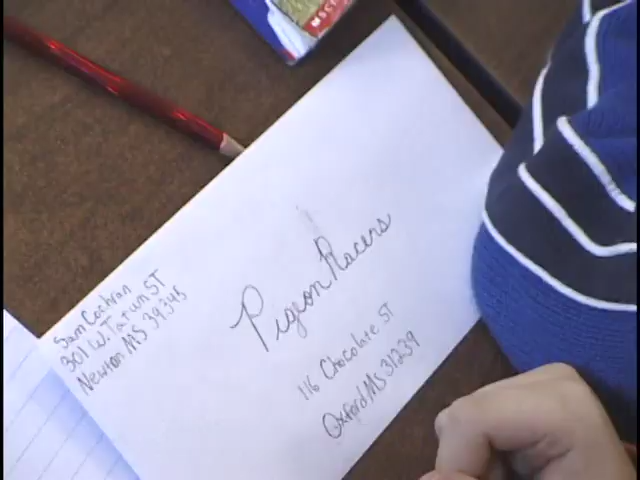 Sam Cochran
301 W. Tatum ST
Newton MS 39345
Pigeon Racers
116 Chocolate ST
Oxford MS 31239